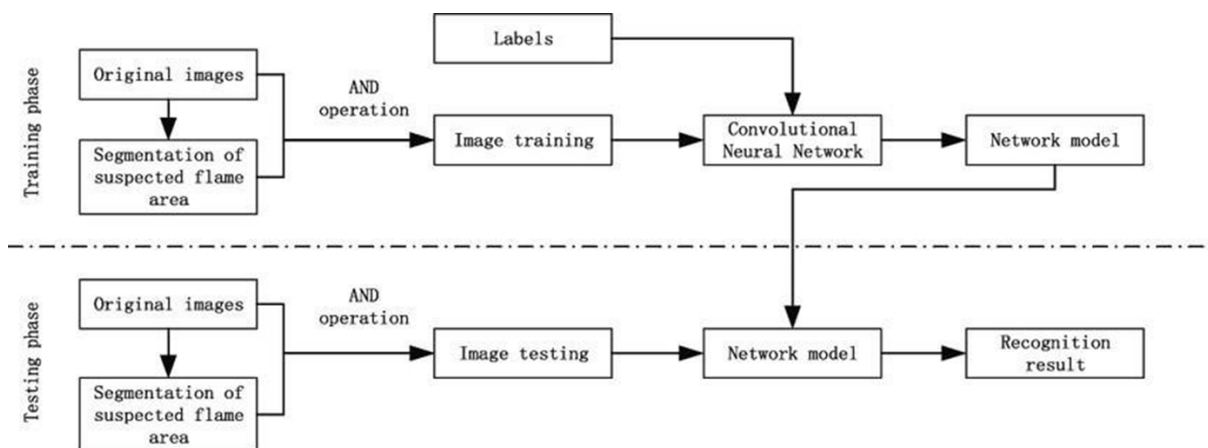 Training phase
Labels
Original images
AND
operation
Segmentation of
suspected flame
area
Image training
Convolutional
Neural Network
Network model
Testing phase
Original images
AND
operation
Segmentation of
suspected flame
area
Image testing
Network model
Recognition
result